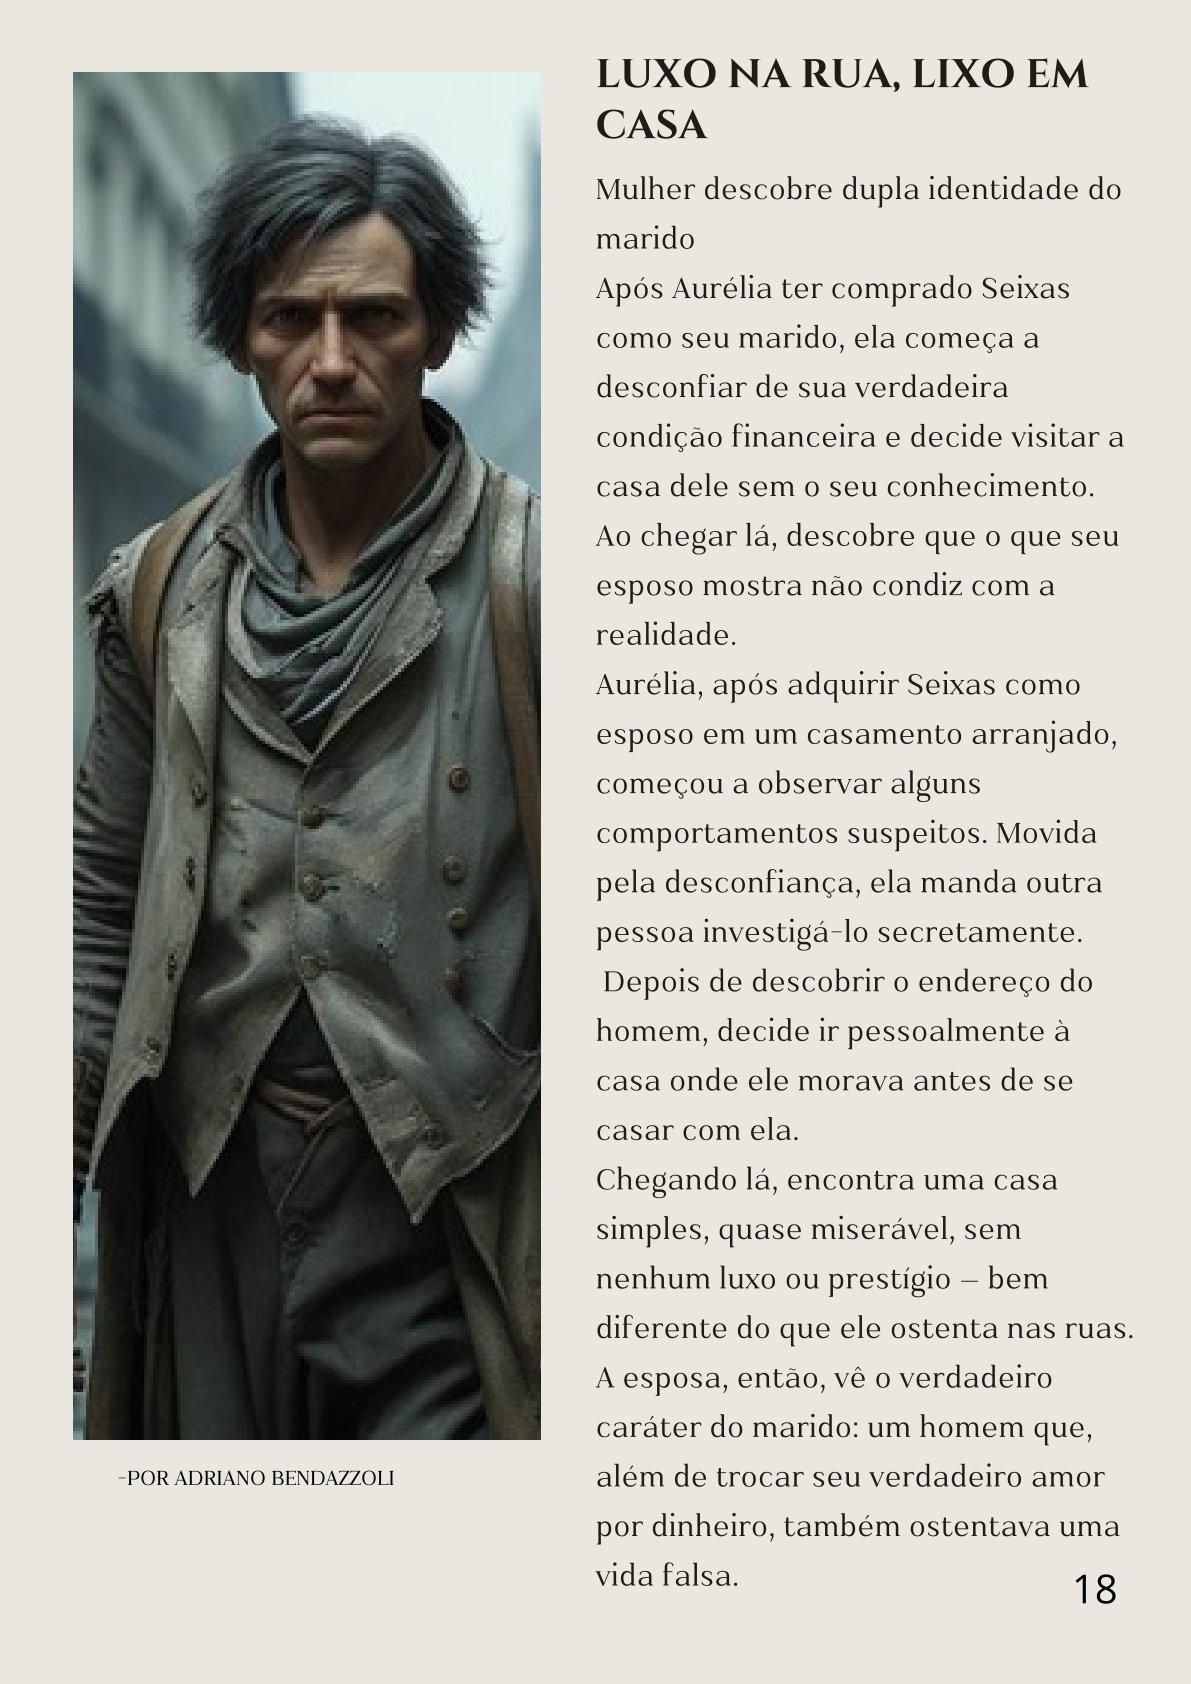 LUXO NA RUA, LIXO EM
CASA
Mulher descobre dupla identidade do
marido
Após Aurélia ter comprado Seixas
como seu marido, ela começa a
desconfiar de sua verdadeira
condição financeira e decide visitar a
casa dele sem o seu conhecimento.
Ao chegar lá, descobre que o que seu
esposo mostra não condiz com a
realidade.
Aurélia, após adquirir Seixas como
esposo em um casamento arranjado,
começou a observar alguns
comportamentos suspeitos. Movida
pela desconfiança, ela manda outra
pessoa investigá-lo secretamente.
Depois de descobrir o endereço do
homem, decide ir pessoalmente à
casa onde ele morava antes de se
casar com ela.
Chegando lá, encontra uma casa
simples, quase miserável, sem
nenhum luxo ou prestígio – bem
diferente do que ele ostenta nas ruas.
A esposa, então, vê o verdadeiro
caráter do marido: um homem que,
além de trocar seu verdadeiro amor
por dinheiro, também ostentava uma
vida falsa.
-POR ADRIANO BENDAZZOLI
18